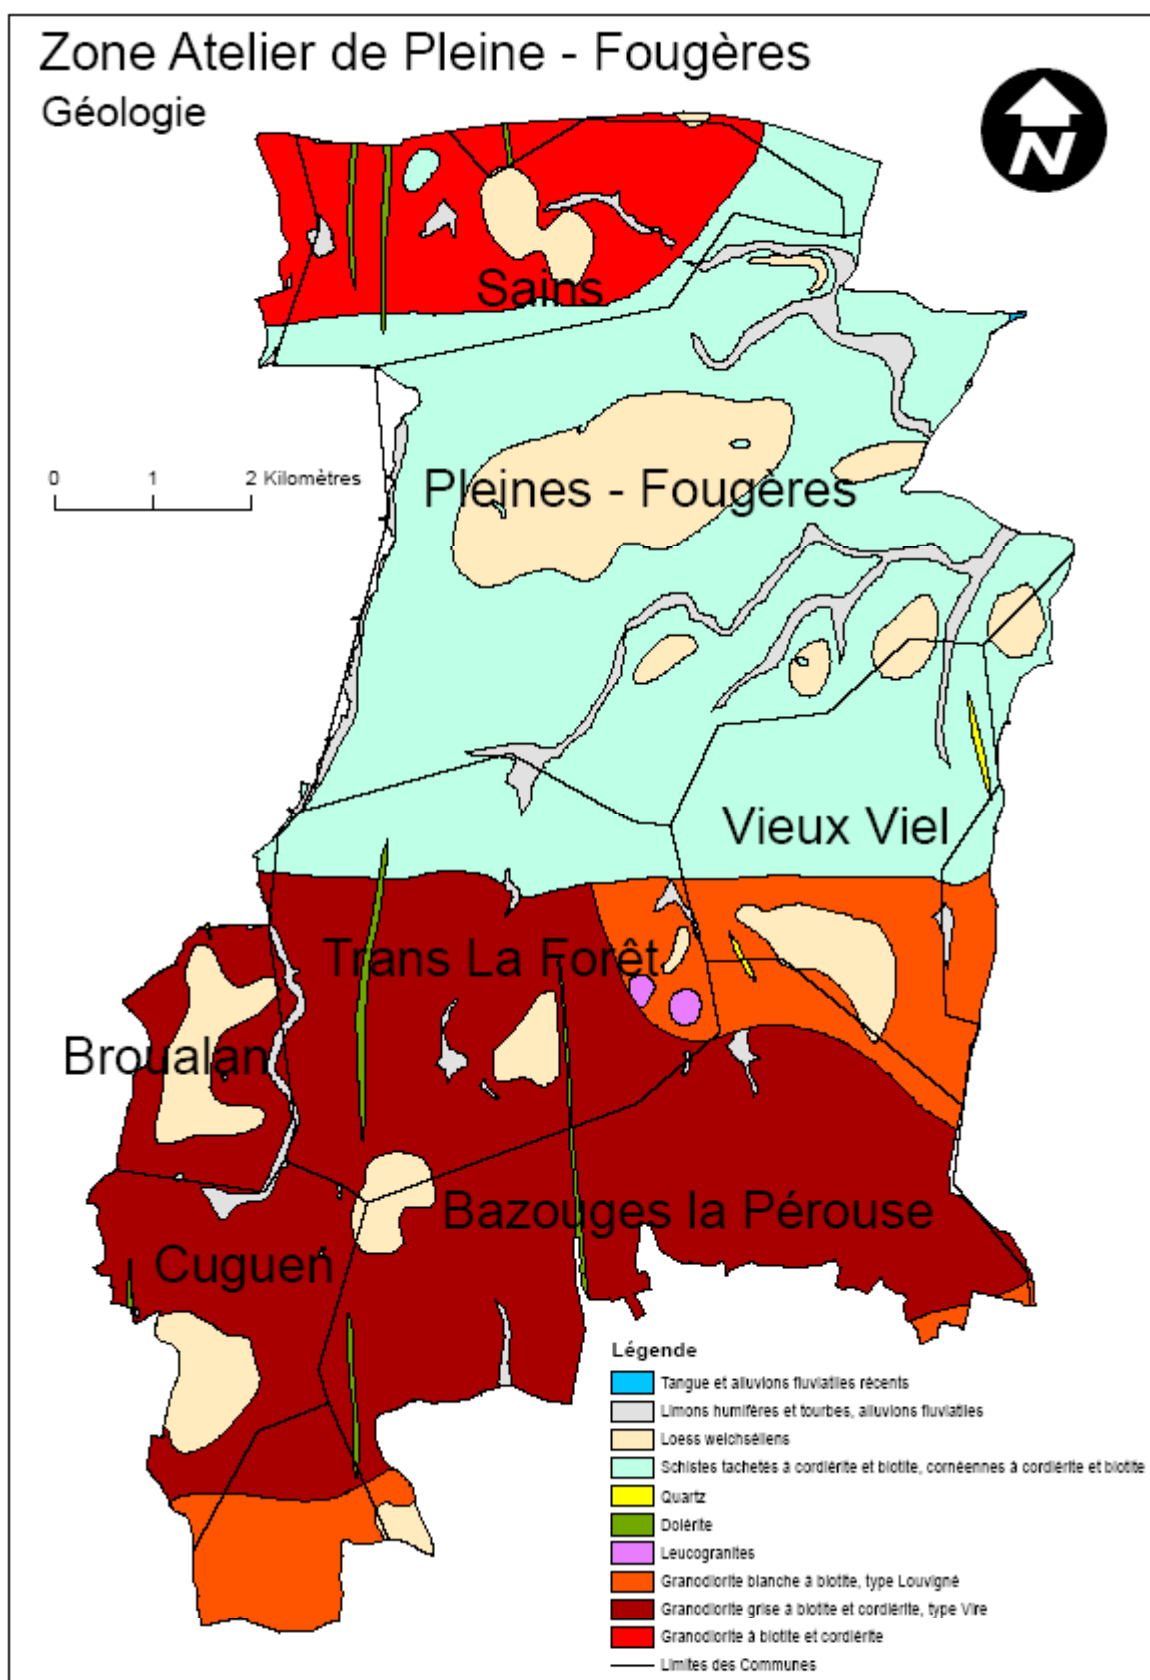 Zone Atelier de Pleine - Fougères
Géologie
N
Sains
0 1 2 Kilomètres
Pleines - Fougères
Vieux Viel
Trans La Forêt
Broualan
Bazouges la Pérouse
Cuguen
Légende
Tangue et alluvions fluviatiles récents
Limons humifères et tourbes, alluvions fluviatiles
Loess weichséliens
Schistes tachetés à cordiérite et biotite, cornéennes à cordiérite et biotite
Quartz
Dolérite
Leucogranites
Granodiorite blanche à biotite, type Louvigné
Granodiorite grise à biotite et cordiérite, type Vire
Granodiorite à biotite et cordiérite
Limites des Communes